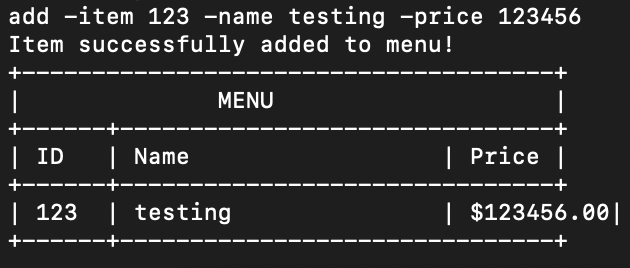 add -item 123 -name testing -price 123456
Item successfully added to menu!
+--------------------------------------+
|              MENU                    |
+------+-------------------------------+
| ID   | Name                  | Price |
+------+-------------------------------+
| 123  | testing               | $123456.00|
+------+-------------------------------+